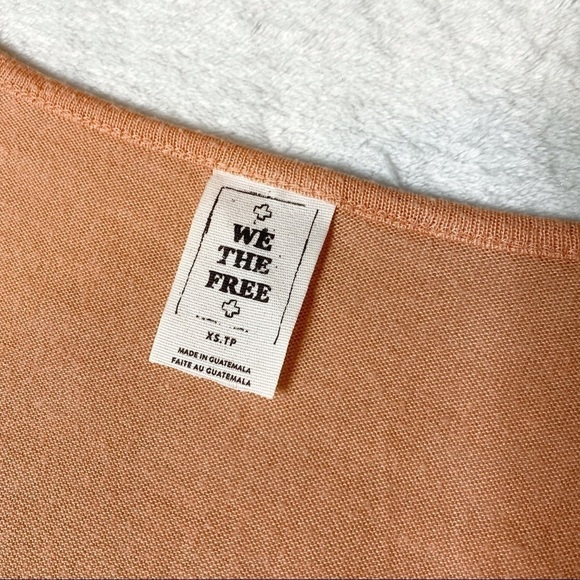 WE
THE
FREE
XS.TP
MADE IN GUATEMALA
FAITE AU GUATEMALA